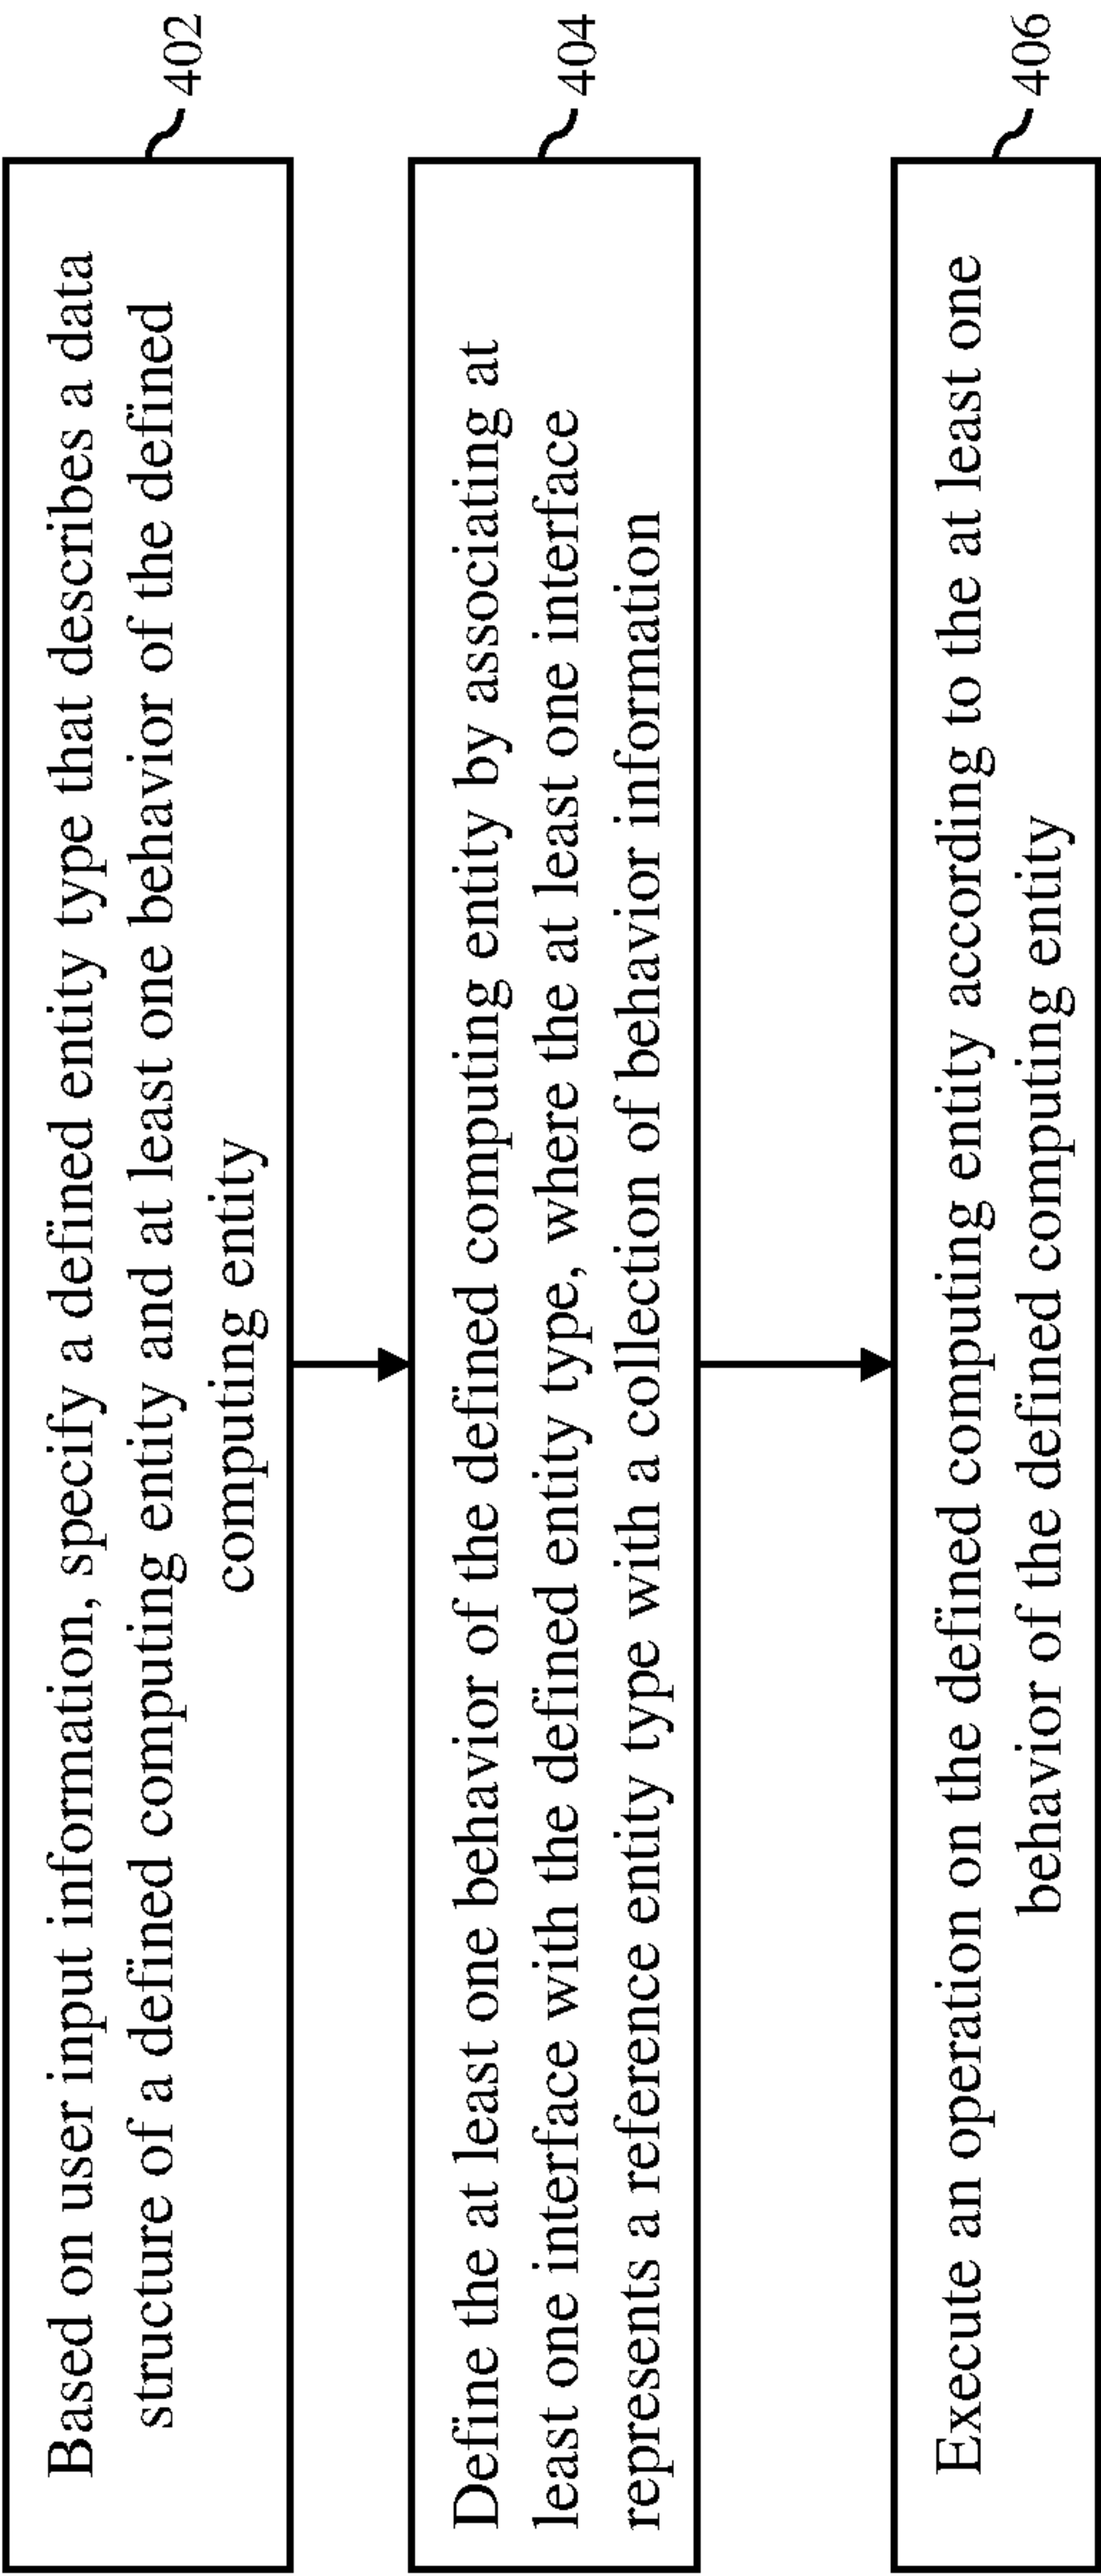 Based on user input information, specify a defined entity type that describes a data
structure of a defined computing entity and at least one behavior of the defined
computing entity
402
Define the at least one behavior of the defined computing entity by associating at
least one interface with the defined entity type, where the at least one interface
represents a reference entity type with a collection of behavior information
404
Execute an operation on the defined computing entity according to the at least one
behavior of the defined computing entity
406